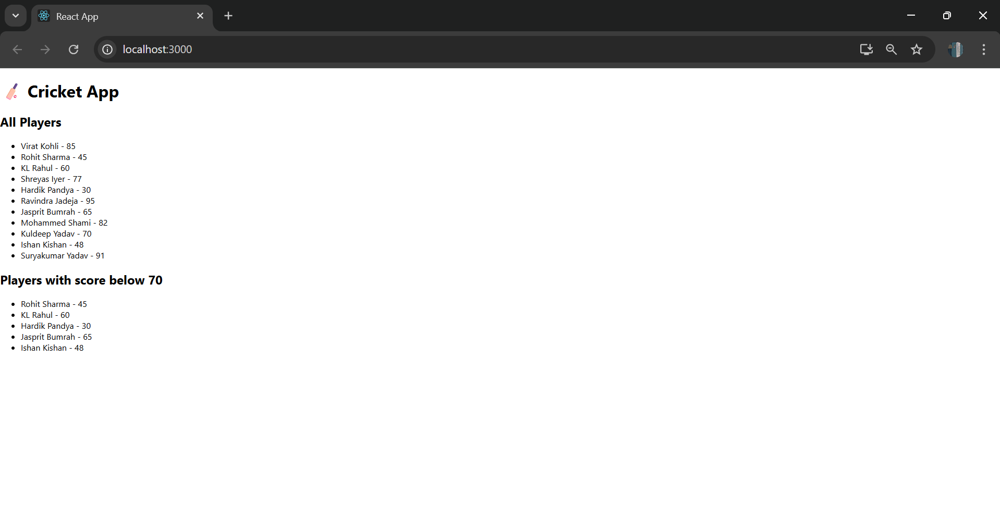 React App
localhost:3000
🏏 Cricket App
All Players
• Virat Kohli - 85
• Rohit Sharma - 45
• KL Rahul - 60
• Shreyas Iyer - 77
• Hardik Pandya - 30
• Ravindra Jadeja - 95
• Jasprit Bumrah - 65
• Mohammed Shami - 82
• Kuldeep Yadav - 70
• Ishan Kishan - 48
• Suryakumar Yadav - 91
Players with score below 70
• Rohit Sharma - 45
• KL Rahul - 60
• Hardik Pandya - 30
• Jasprit Bumrah - 65
• Ishan Kishan - 48